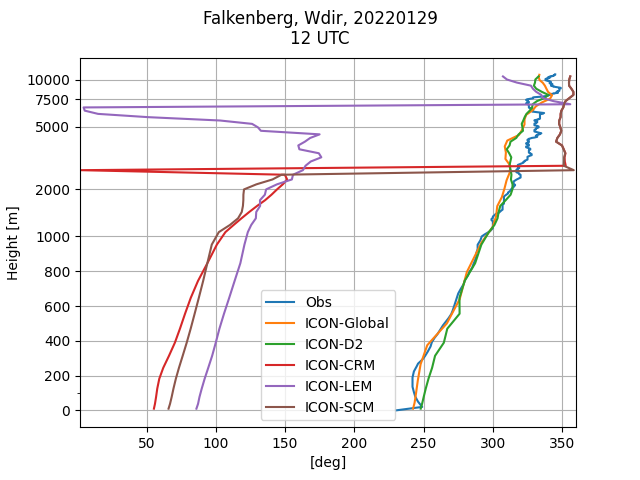 Falkenberg, Wdir, 20220129
12 UTC
10000
7500
5000
2000
1000
800
600
400
200
0
Height [m]
Obs
ICON-Global
ICON-D2
ICON-CRM
ICON-LEM
ICON-SCM
50 100 150 200 250 300 350
[deg]